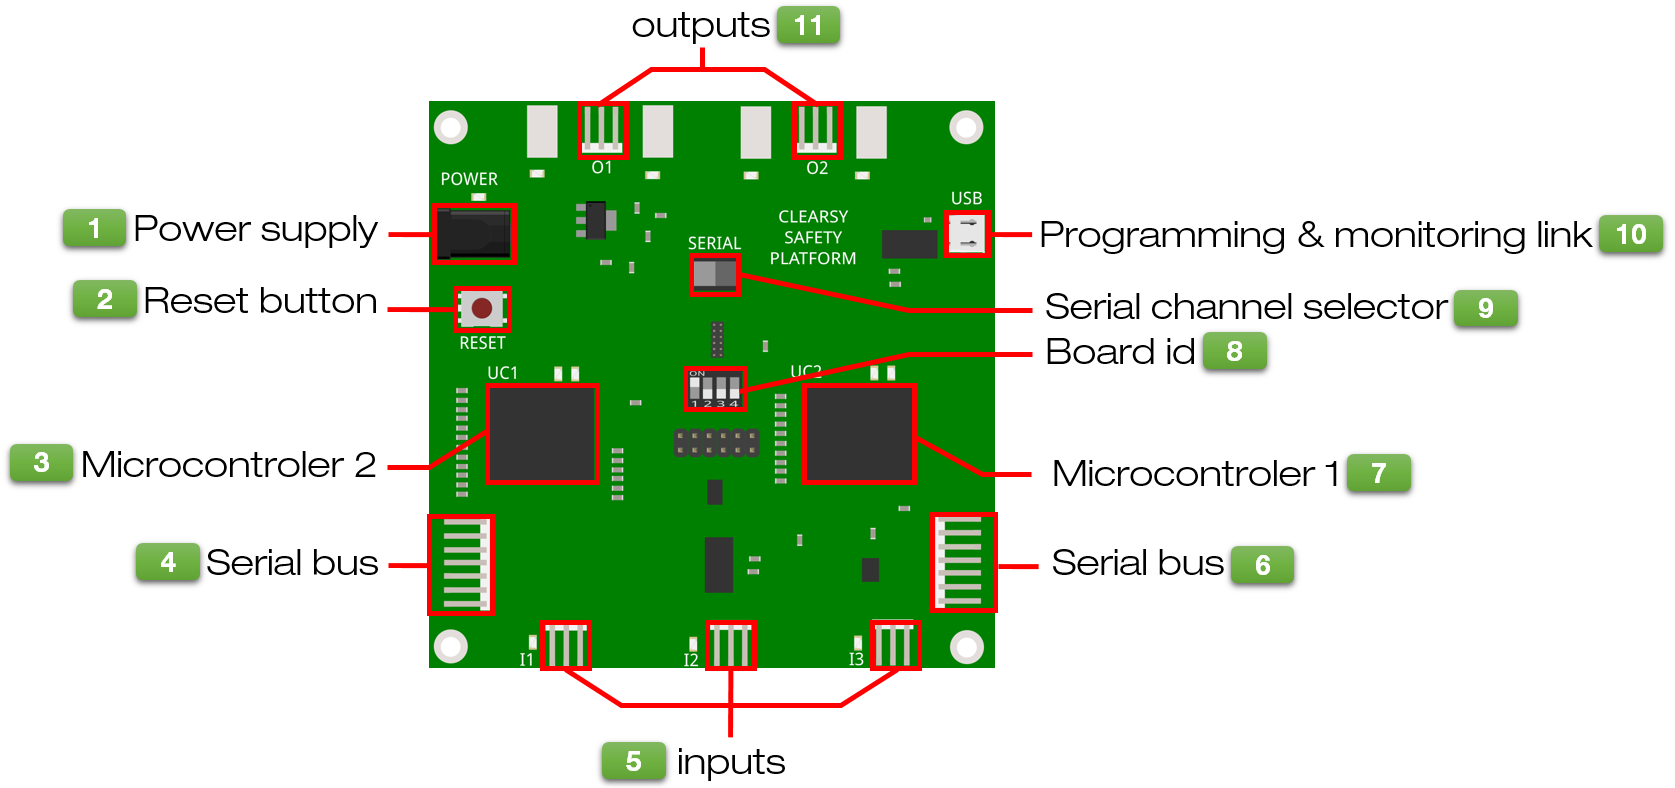 outputs 11
O1
O2
POWER
USB
1 Power supply
CLEARSY
SAFETY
PLATFORM
SERIAL
Programming & monitoring link 10
2 Reset button
RESET
Serial channel selector 9
Board id 8
UC1
ON
1 2 3 4
UC2
3 Microcontroler 2
Microcontroler 1 7
4 Serial bus
Serial bus 6
I1
I2
I3
5 inputs